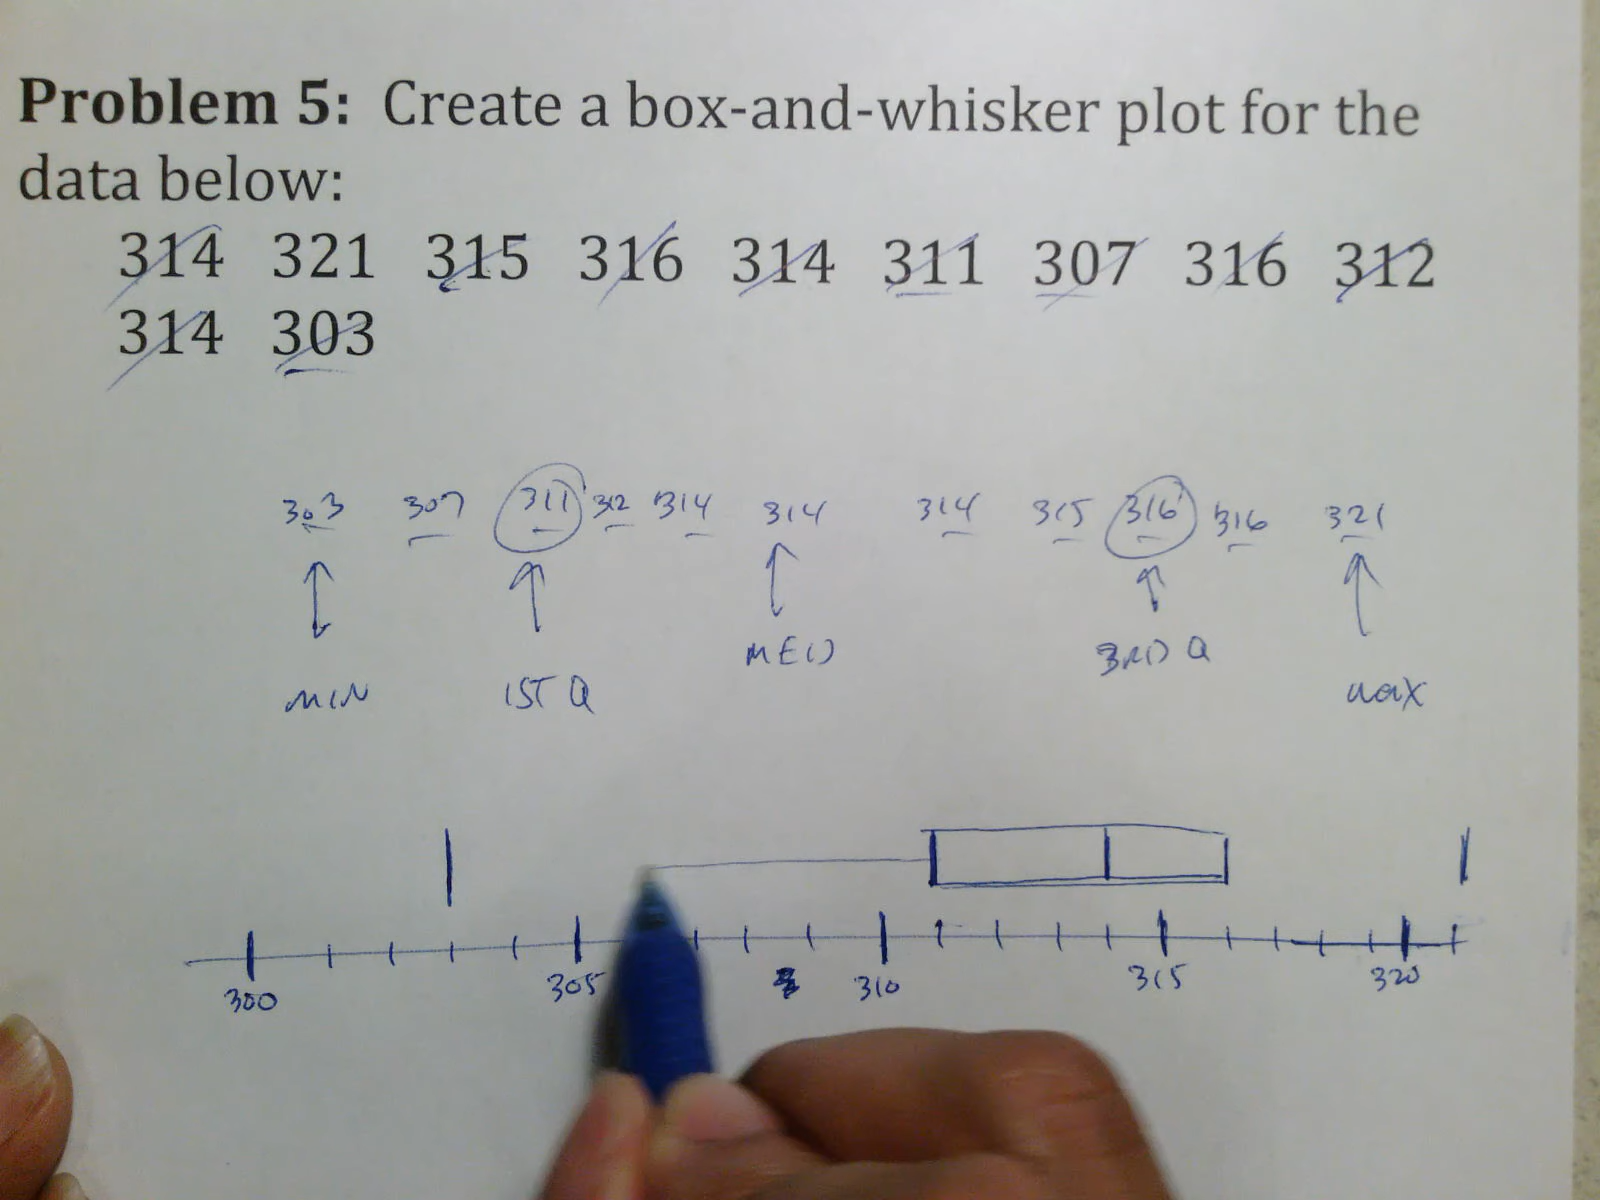 Problem 5: Create a box-and-whisker plot for the
data below:
314 321 315 316 314 311 307 316 312
314 303
303 307 311 312 314 314 314 315 316 316 321
MIN 1ST Q MED 3RD Q MAX
300 305 310 315 320